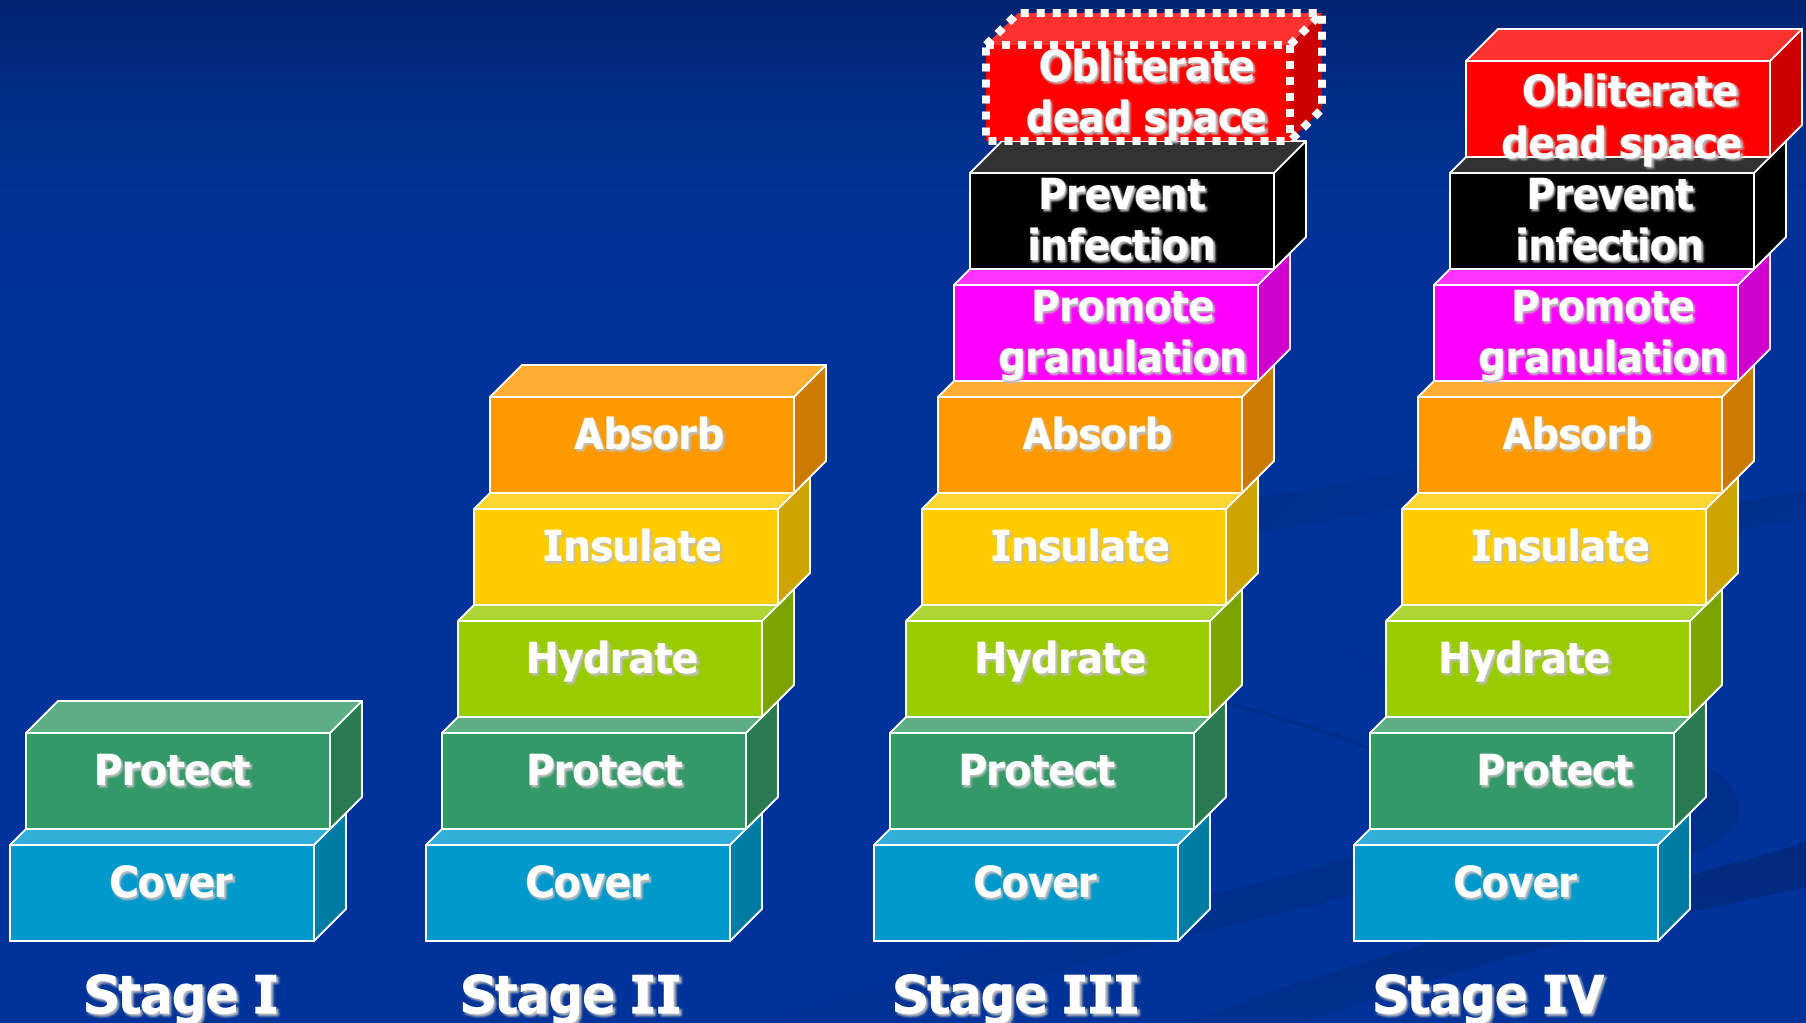 Protect
Cover
Stage I
Absorb
Insulate
Hydrate
Protect
Cover
Stage II
Obliterate
dead space
Prevent
infection
Promote
granulation
Absorb
Insulate
Hydrate
Protect
Cover
Stage III
Obliterate
dead space
Prevent
infection
Promote
granulation
Absorb
Insulate
Hydrate
Protect
Cover
Stage IV